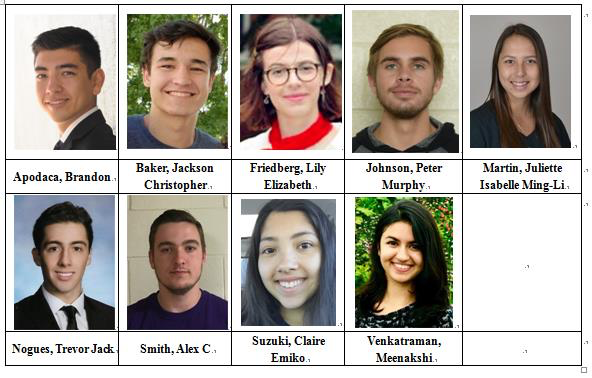 Apodaca, Brandon
Baker, Jackson
Christopher
Friedberg, Lily
Elizabeth
Johnson, Peter
Murphy
Martin, Juliette
Isabelle Ming-Li
Nogues, Trevor Jack
Smith, Alex C
Suzuki, Claire
Emiko
Venkatraman,
Meenakshi